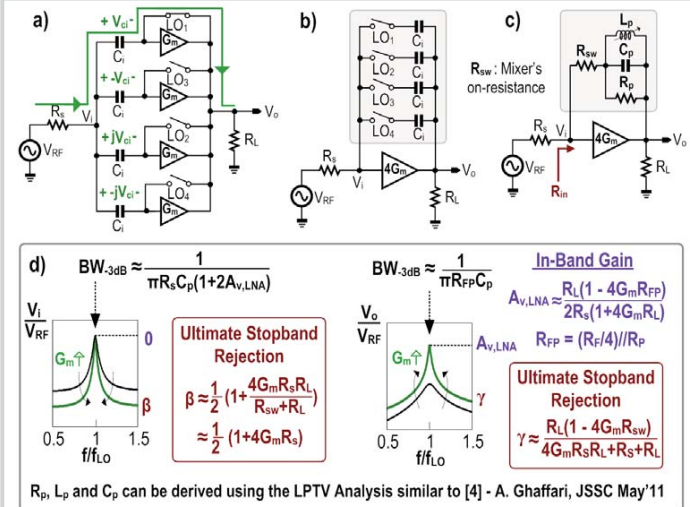 a)
+ Vci -
LO1
Gm
Ci
+ -Vci -
LO3
Gm
Ci
+ jVci -
LO2
Gm
Ci
+ -jVci -
LO4
Gm
Ci
Rs
Vi
VRF
Vo
RL
b)
LO1
Ci
LO2
Ci
LO3
Ci
LO4
Ci
Rs
Vi
4Gm
Vo
VRF
RL
c)
Lp
Rsw
Cp
Rp
Rsw : Mixer's
on-resistance
Rs
Vi
4Gm
Vo
VRF
Rin
RL
d)
BW-3dB ≈ 1 / πRsCp(1+2Av,LNA)
Vi / VRF
0
Gm⇧
β
0.5 1 1.5
f/fLO
Ultimate Stopband
Rejection
β ≈ 1/2 (1+ 4GmRsRL / Rsw+RL)
≈ 1/2 (1+4GmRs)
BW-3dB ≈ 1 / πRFPCp
Vo / VRF
Av,LNA
Gm⇧
γ
0.5 1 1.5
f/fLO
In-Band Gain
Av,LNA ≈ RL(1 - 4GmRFP) / 2Rs(1+4GmRL)
RFP = (RF/4)//RP
Ultimate Stopband
Rejection
γ ≈ RL(1 - 4GmRsw) / 4GmRsRL+Rs+RL
Rp, Lp and Cp can be derived using the LPTV Analysis similar to [4] - A. Ghaffari, JSSC May'11